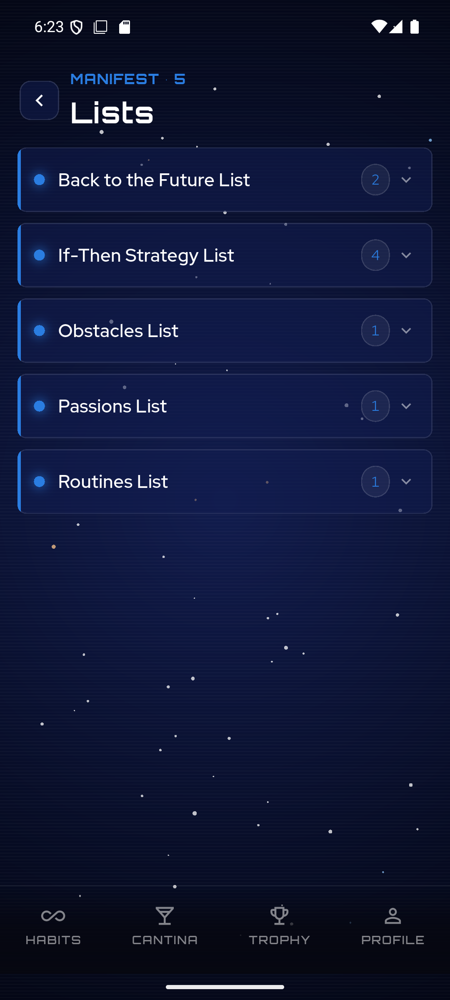 6:23
MANIFEST · 5
Lists
Back to the Future List 2
If-Then Strategy List 4
Obstacles List 1
Passions List 1
Routines List 1
HABITS CANTINA TROPHY PROFILE